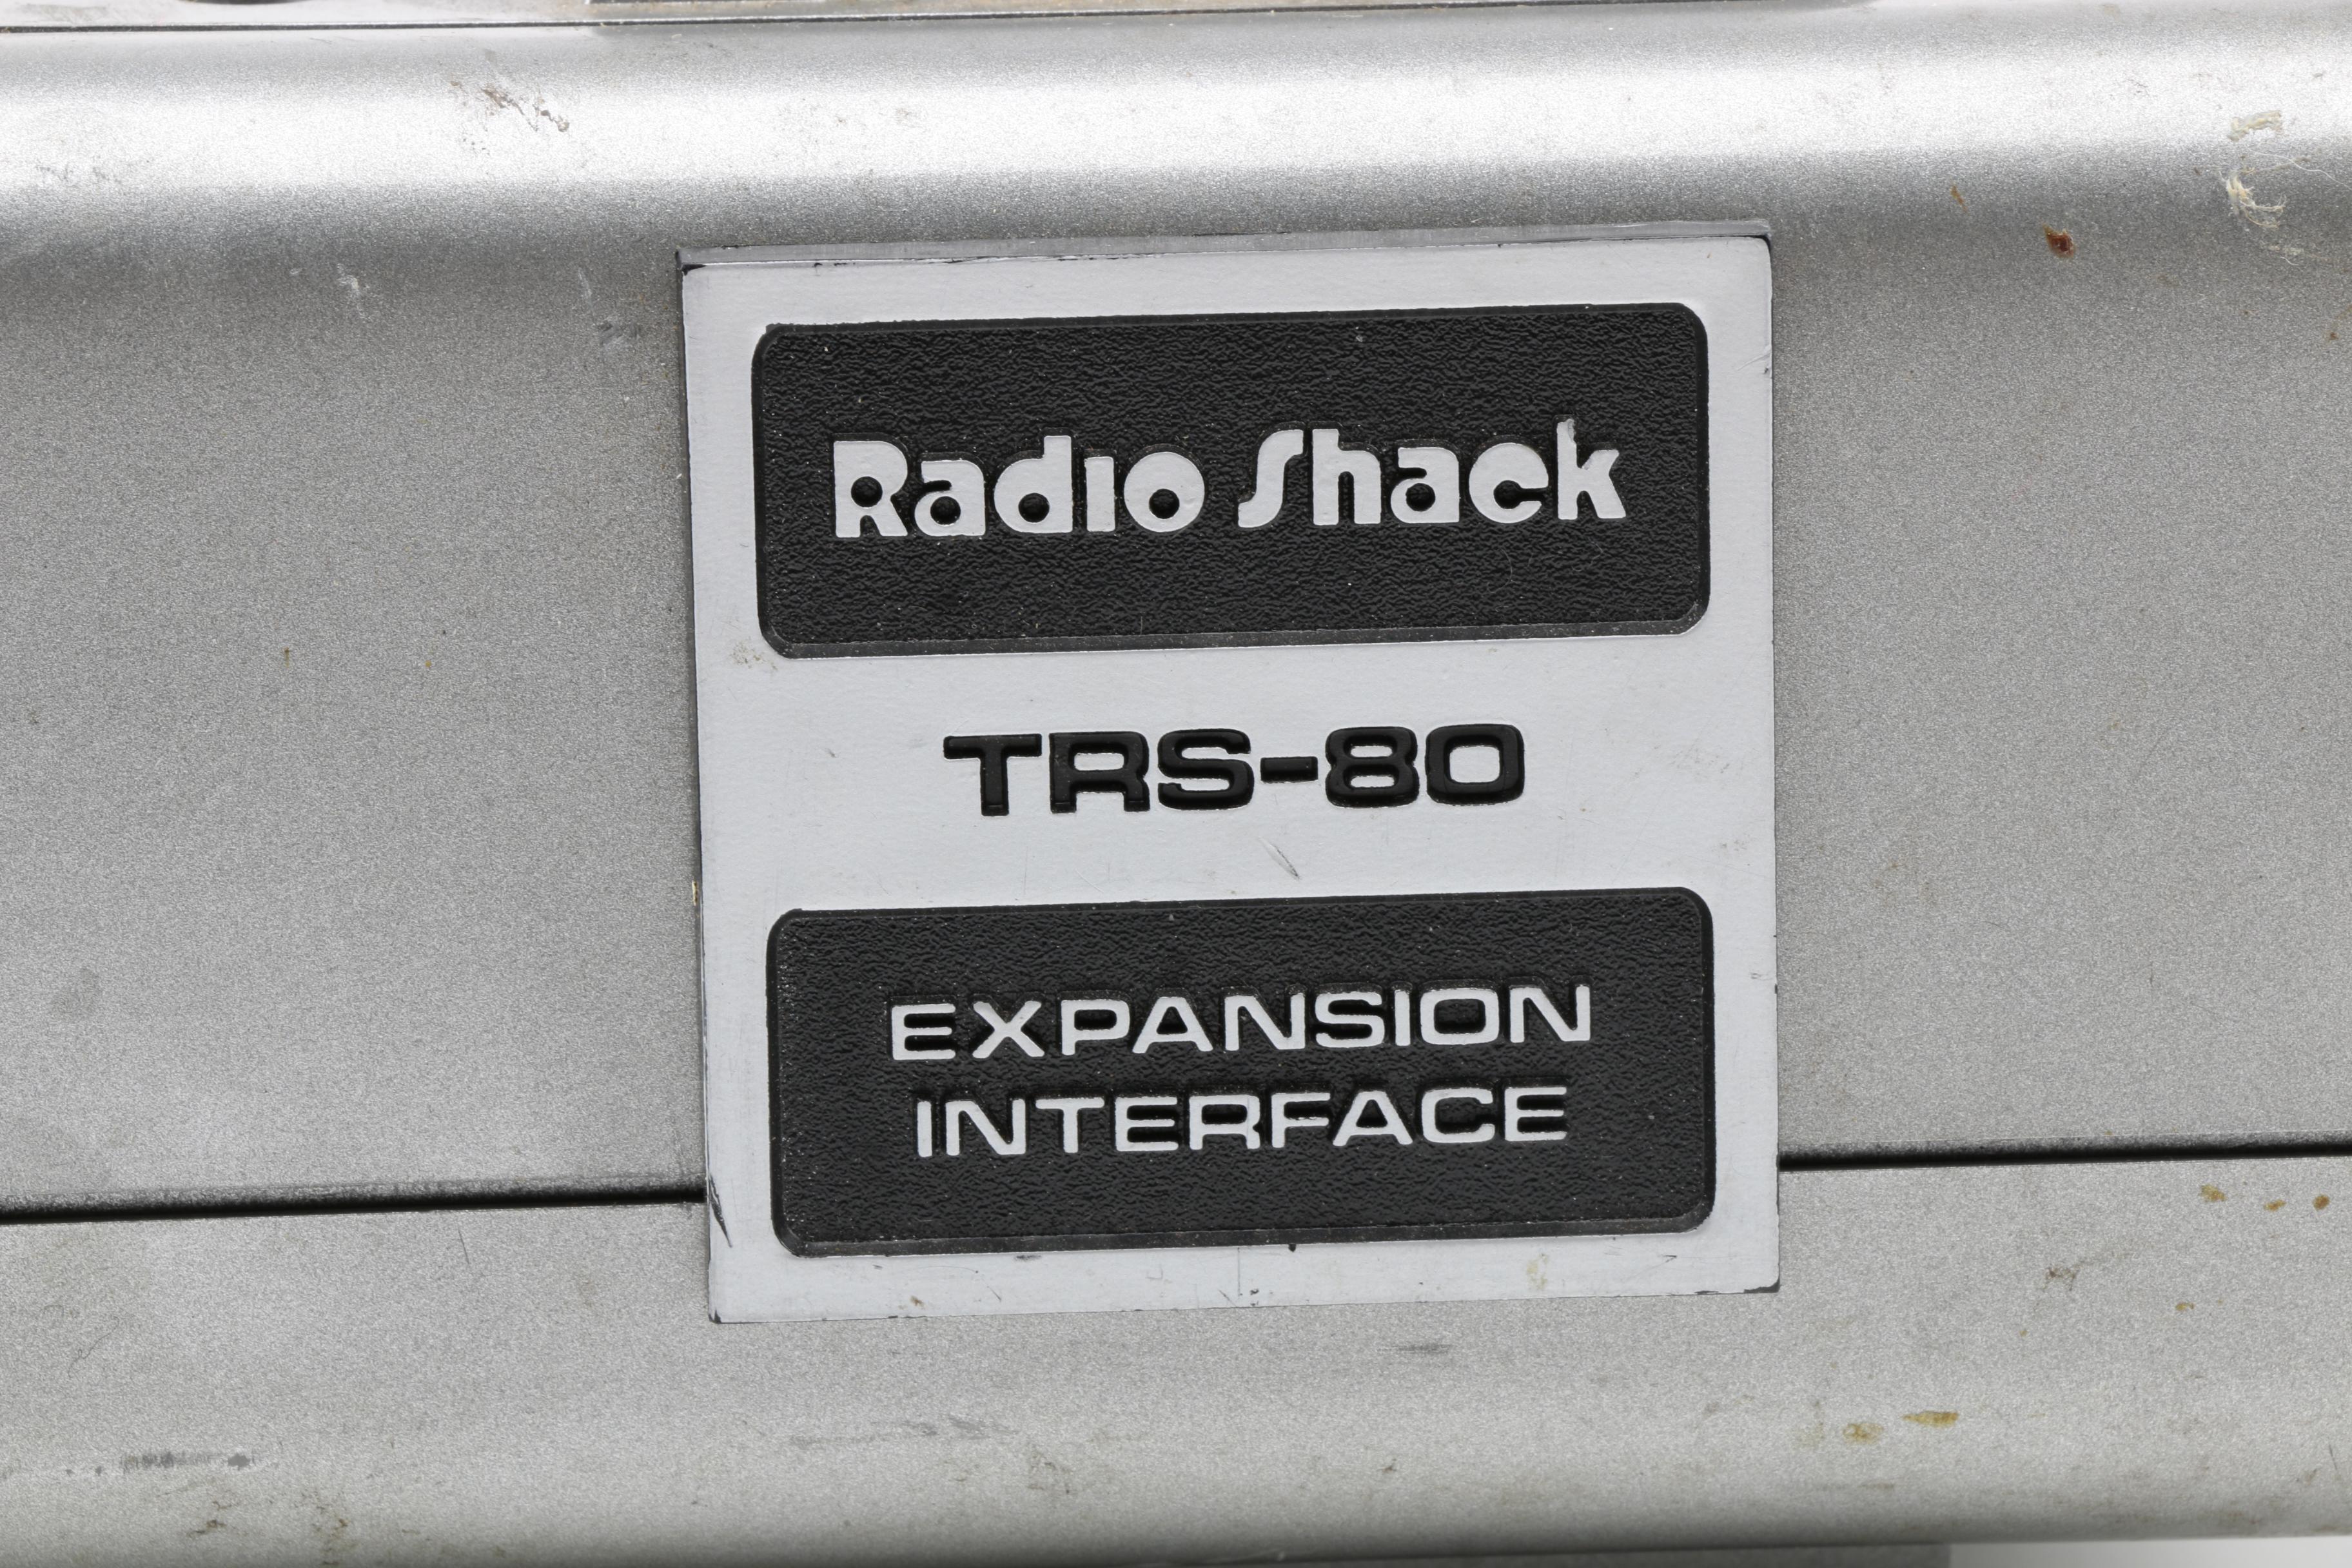 Radio Shack
TRS-80
EXPANSION
INTERFACE